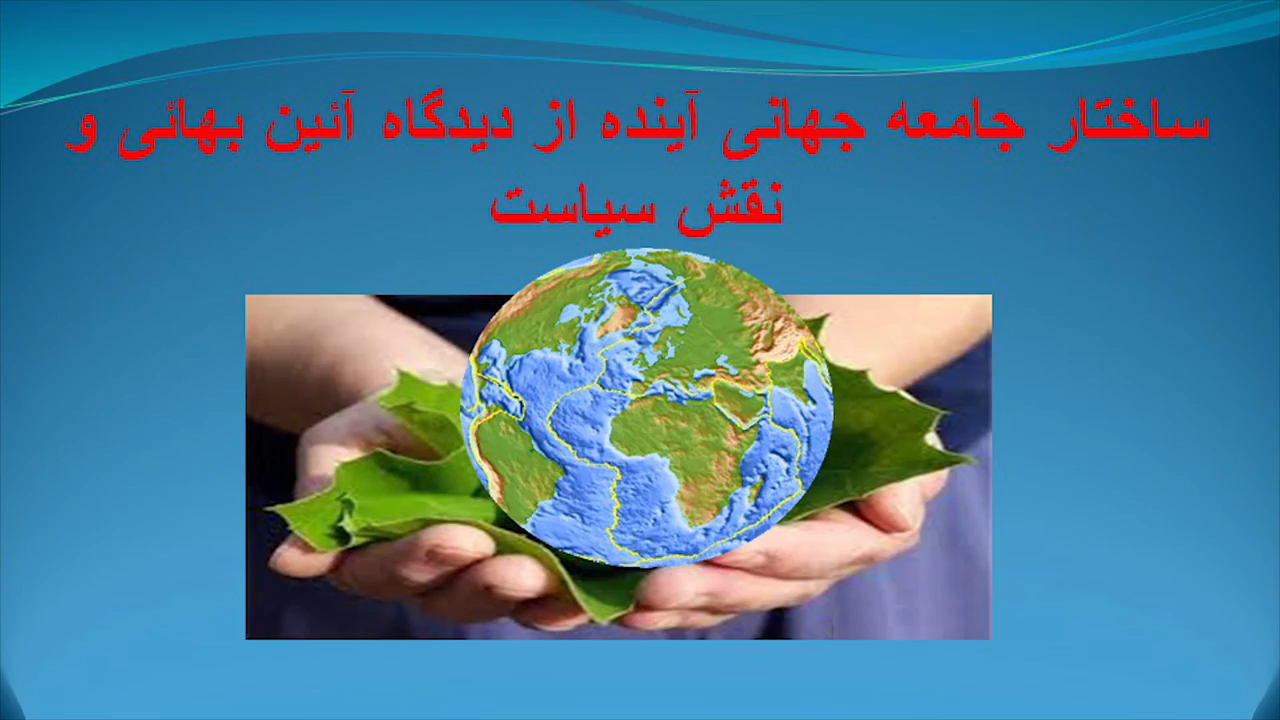 ساختار جامعه جهانی آینده از دیدگاه آئین بهائی و
نقش سیاست